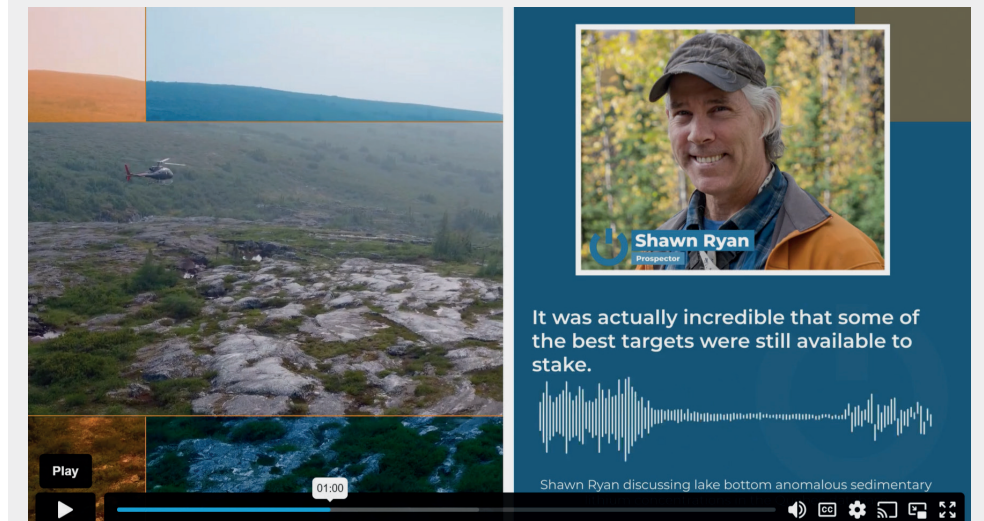 Shawn Ryan
Prospector
It was actually incredible that some of
the best targets were still available to
stake.
Shawn Ryan discussing lake bottom anomalous sedimentary
Play
01:00
CC